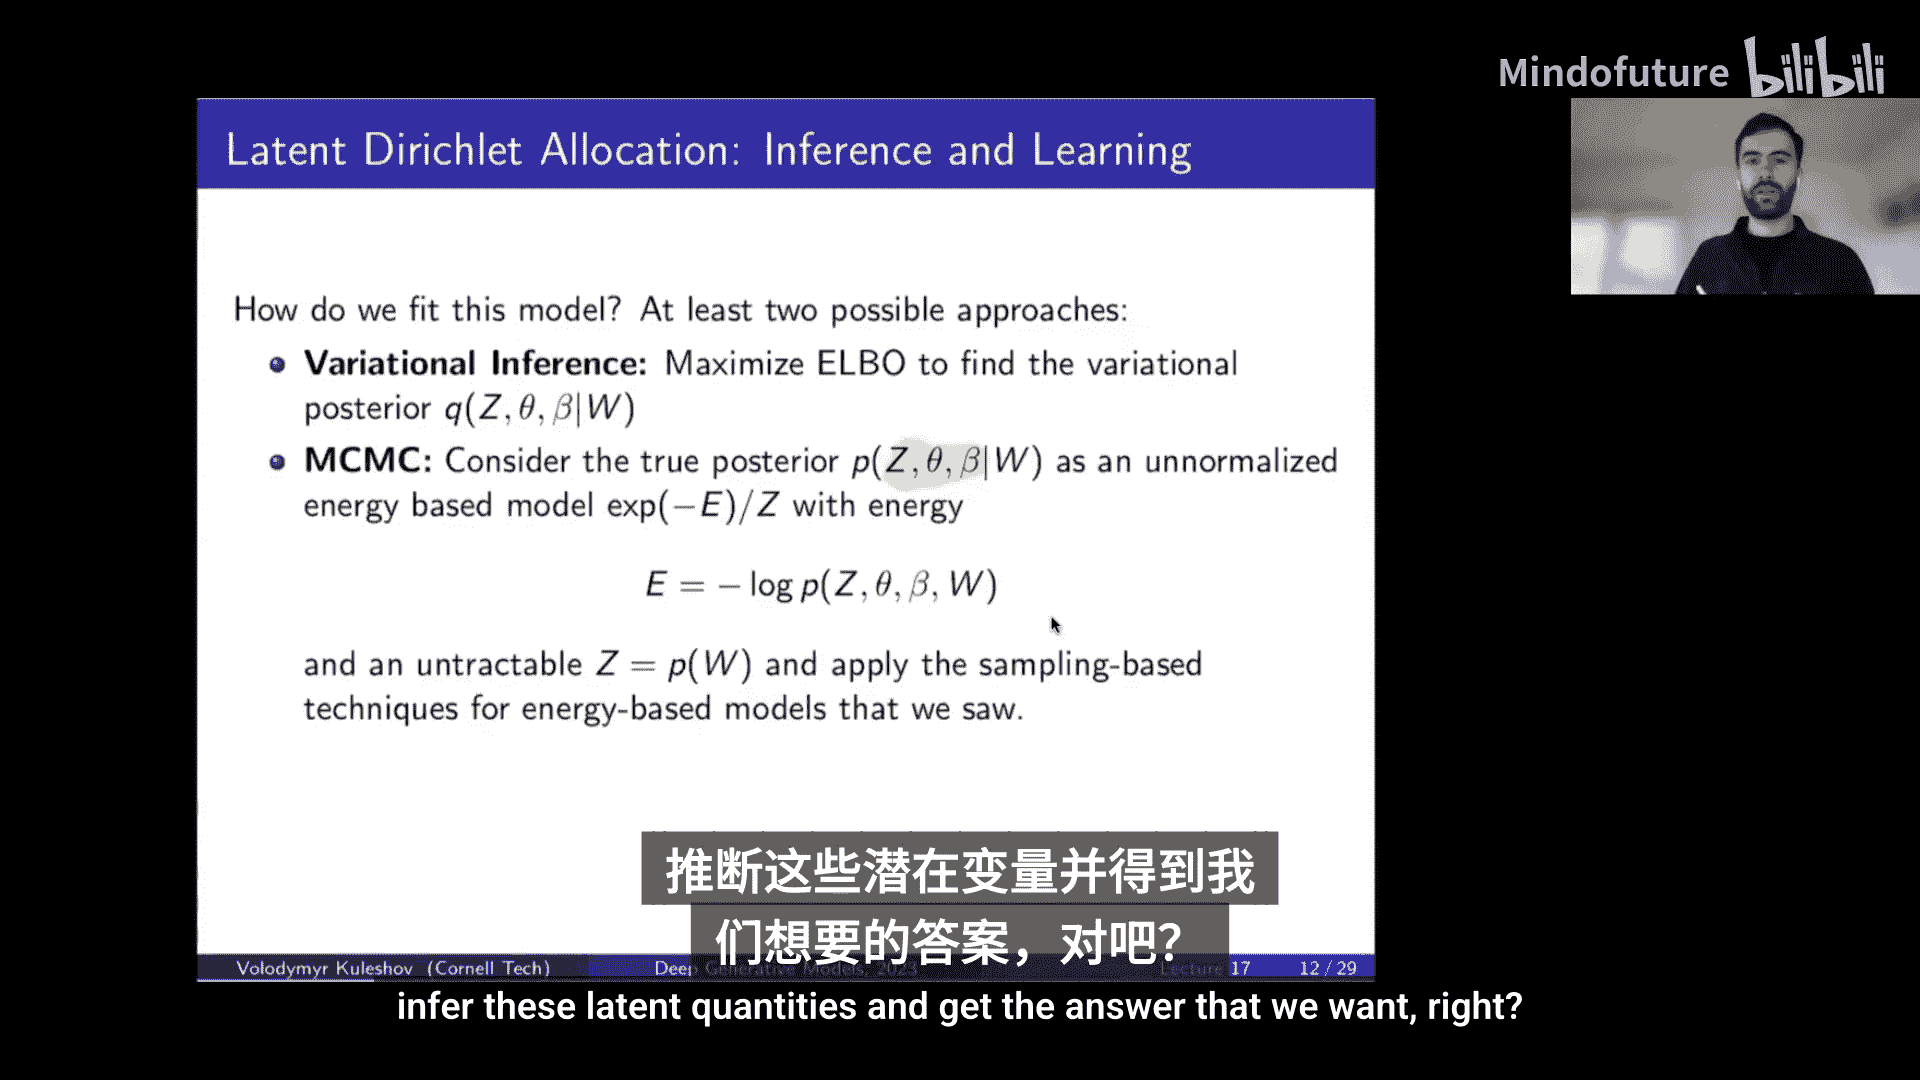 Mindofuture bilibili
Latent Dirichlet Allocation: Inference and Learning
How do we fit this model? At least two possible approaches:
Variational Inference: Maximize ELBO to find the variational
posterior q(Z, θ, β|W)
MCMC: Consider the true posterior p(Z, θ, β|W) as an unnormalized
energy based model exp(−E)/Z with energy
E = − log p(Z, θ, β, W)
and an untractable Z = p(W) and apply the sampling-based
techniques for energy-based models that we saw.
推断这些潜在变量并得到我
们想要的答案，对吧？
Volodymyr Kuleshov (Cornell Tech) Deep Generative Models, 2023 Lecture 17 12 / 29
infer these latent quantities and get the answer that we want, right?